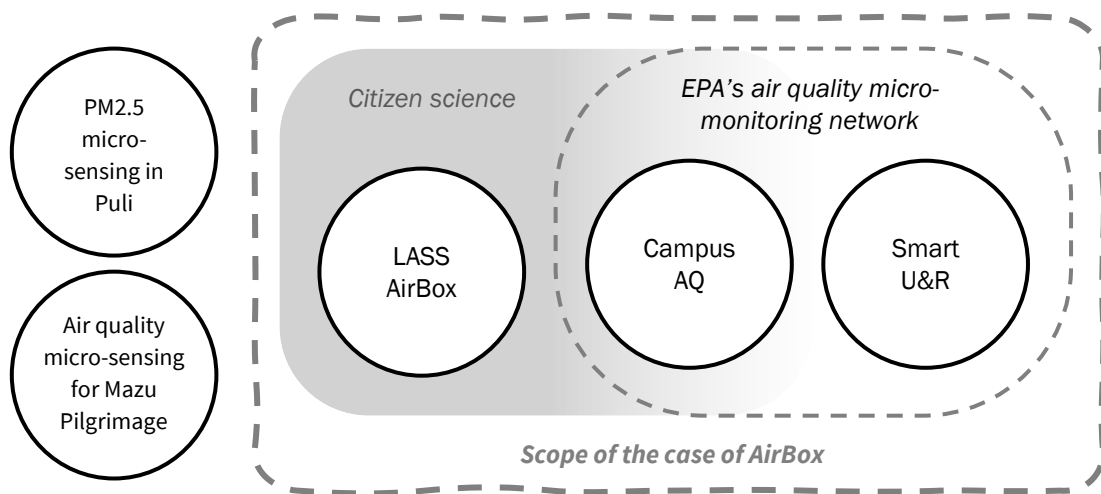 PM2.5
micro-
sensing in
Puli
Air quality
micro-sensing
for Mazu
Pilgrimage
Citizen science
EPA's air quality micro-
monitoring network
LASS
AirBox
Campus
AQ
Smart
U&R
Scope of the case of AirBox